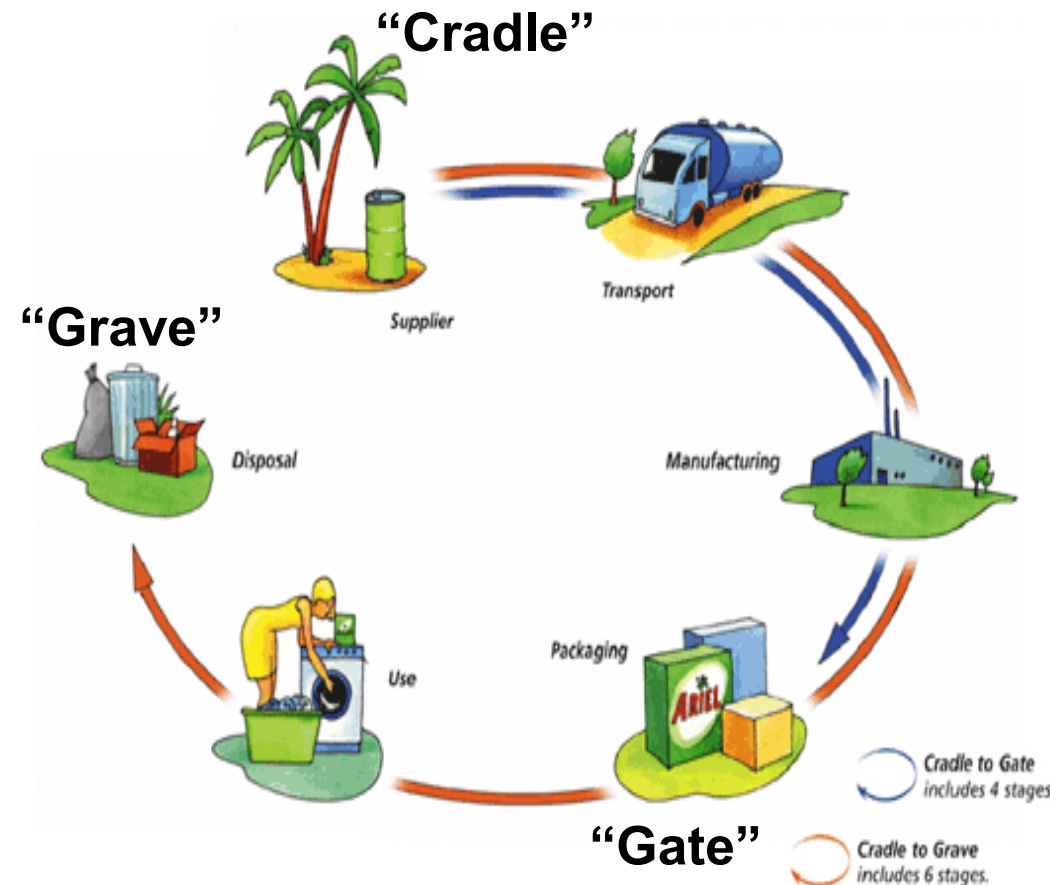 “Cradle”
Transport
Supplier
“Grave”
Disposal
Manufacturing
Packaging
Use
ARIEL
Cradle to Gate
includes 4 stages
“Gate”
Cradle to Grave
includes 6 stages.